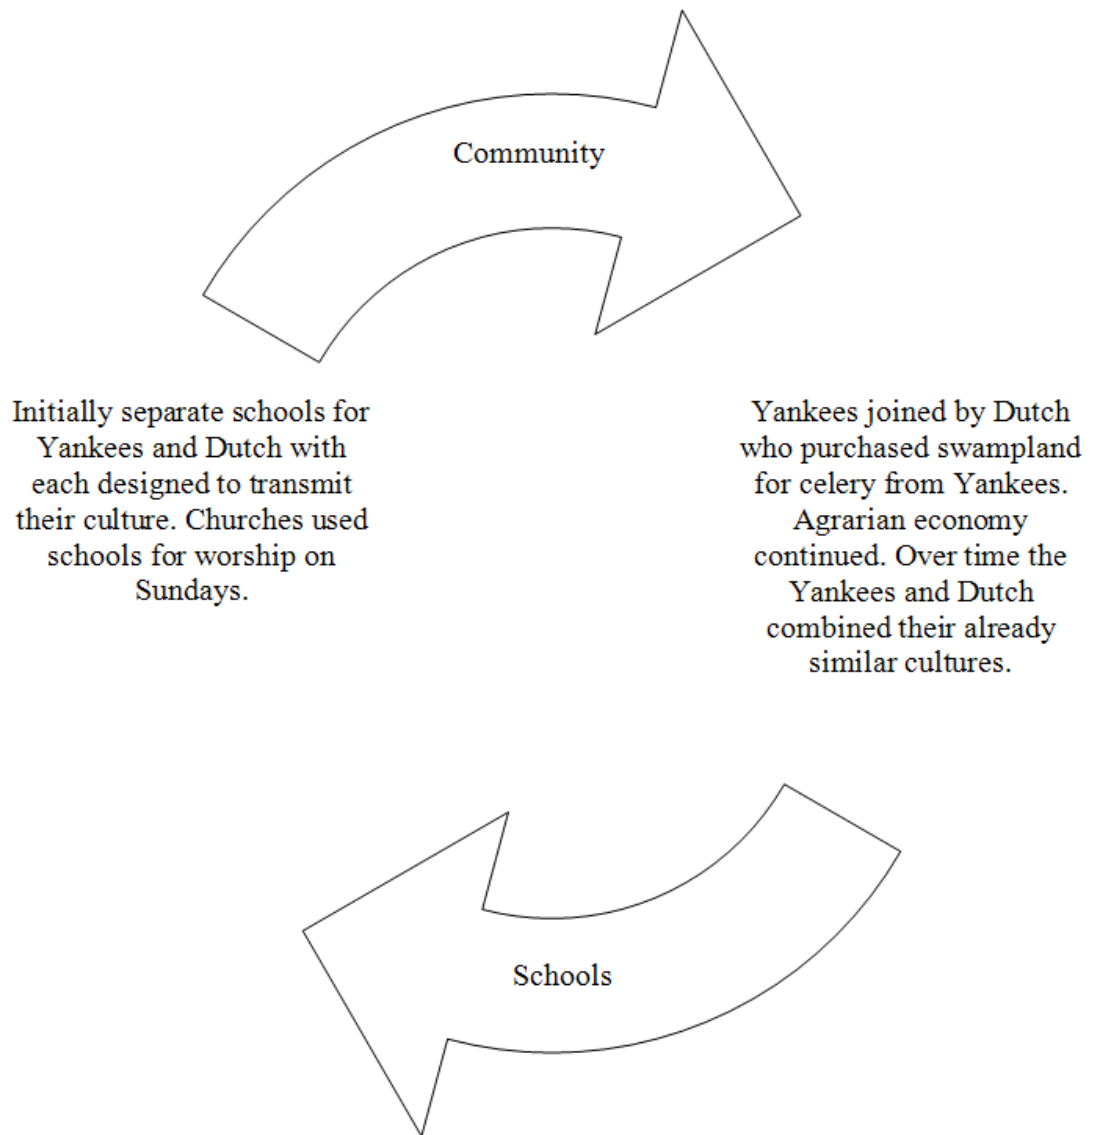 Community
Initially separate schools for
Yankees and Dutch with
each designed to transmit
their culture. Churches used
schools for worship on
Sundays.
Yankees joined by Dutch
who purchased swampland
for celery from Yankees.
Agrarian economy
continued. Over time the
Yankees and Dutch
combined their already
similar cultures.
Schools